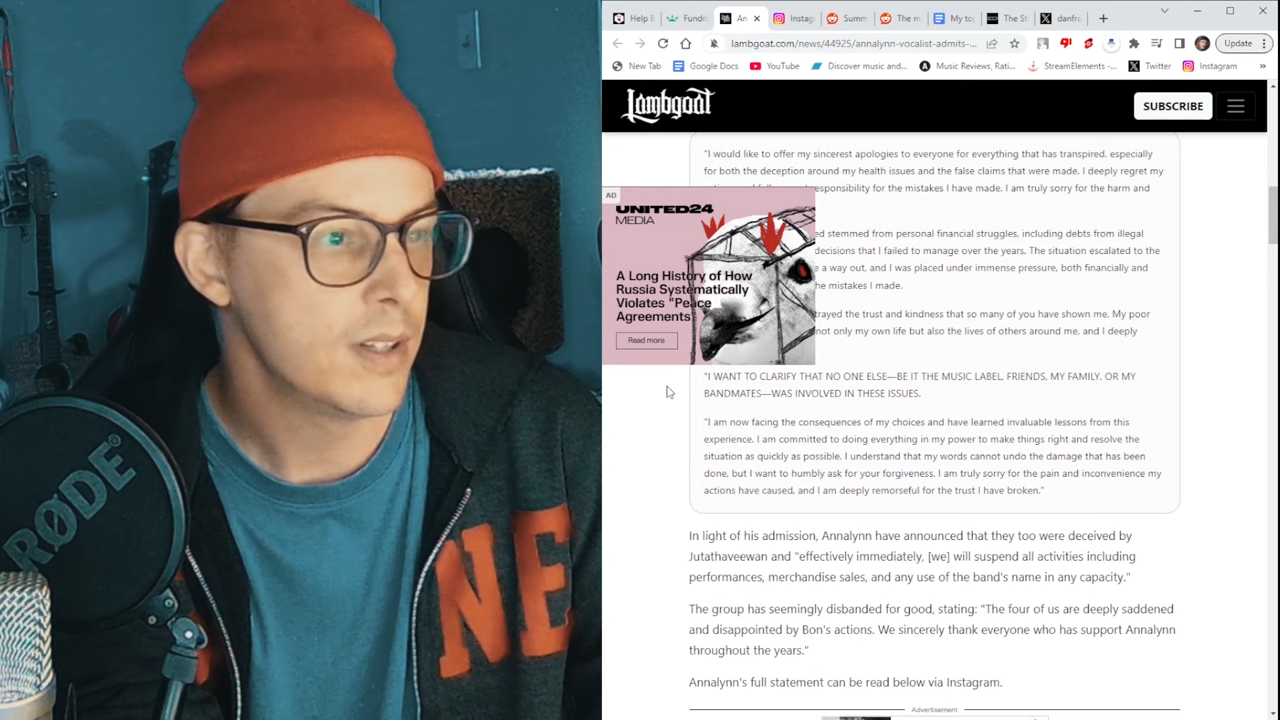 Help B
Fundra
An
Instag
Summ
The m
My to
The St
danfra
lambgoat.com/news/44925/annalynn-vocalist-admits-...
Update
New Tab
Google Docs
YouTube
Discover music and...
Music Reviews, Rati...
StreamElements -...
Twitter
Instagram
»
Lambgoat
SUBSCRIBE
"I would like to offer my sincerest apologies to everyone for everything that has transpired, especially
for both the deception around my health issues and the false claims that were made. I deeply regret my
responsibility for the mistakes I have made. I am truly sorry for the harm and
AD
UNITED24
MEDIA
A Long History of How
Russia Systematically
Violates "Peace
Agreements
Read more
ed stemmed from personal financial struggles, including debts from illegal
decisions that I failed to manage over the years. The situation escalated to the
e a way out, and I was placed under immense pressure, both financially and
he mistakes I made.
trayed the trust and kindness that so many of you have shown me. My poor
not only my own life but also the lives of others around me, and I deeply
"I WANT TO CLARIFY THAT NO ONE ELSE—BE IT THE MUSIC LABEL, FRIENDS, MY FAMILY, OR MY
BANDMATES—WAS INVOLVED IN THESE ISSUES.
"I am now facing the consequences of my choices and have learned invaluable lessons from this
experience. I am committed to doing everything in my power to make things right and resolve the
situation as quickly as possible. I understand that my words cannot undo the damage that has been
done, but I want to humbly ask for your forgiveness. I am truly sorry for the pain and inconvenience my
actions have caused, and I am deeply remorseful for the trust I have broken."
In light of his admission, Annalynn have announced that they too were deceived by
Jutathaveewan and "effectively immediately, [we] will suspend all activities including
performances, merchandise sales, and any use of the band's name in any capacity."
The group has seemingly disbanded for good, stating: "The four of us are deeply saddened
and disappointed by Bon's actions. We sincerely thank everyone who has support Annalynn
throughout the years."
Annalynn's full statement can be read below via Instagram.
Advertisement
RØDE
NE